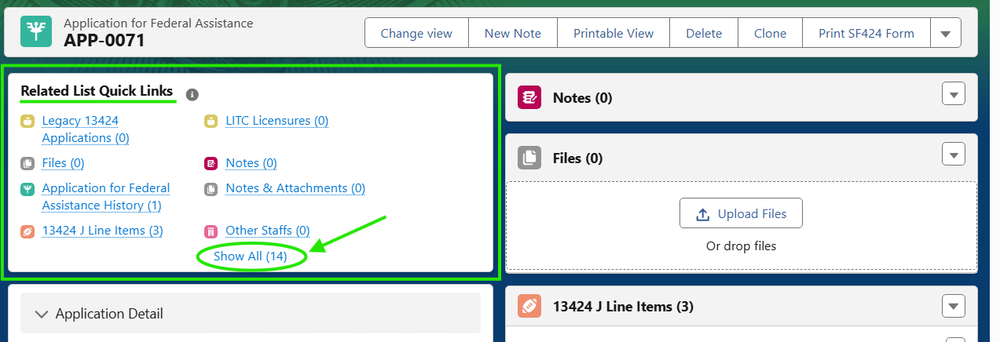 Application for Federal Assistance
APP-0071
Change view
New Note
Printable View
Delete
Clone
Print SF424 Form
Related List Quick Links
Legacy 13424
Applications (0)
LITC Licensures (0)
Files (0)
Notes (0)
Application for Federal
Assistance History (1)
Notes & Attachments (0)
13424 J Line Items (3)
Other Staffs (0)
Show All (14)
Application Detail
Notes (0)
Files (0)
Upload Files
Or drop files
13424 J Line Items (3)